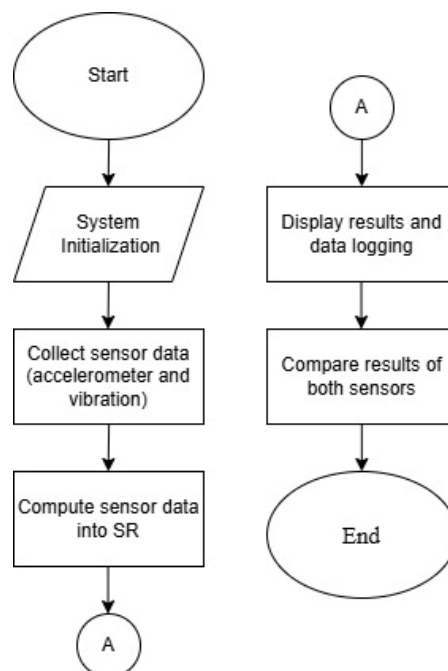 Start
System
Initialization
Collect sensor data
(accelerometer and
vibration)
Compute sensor data
into SR
A
A
Display results and
data logging
Compare results of
both sensors
End